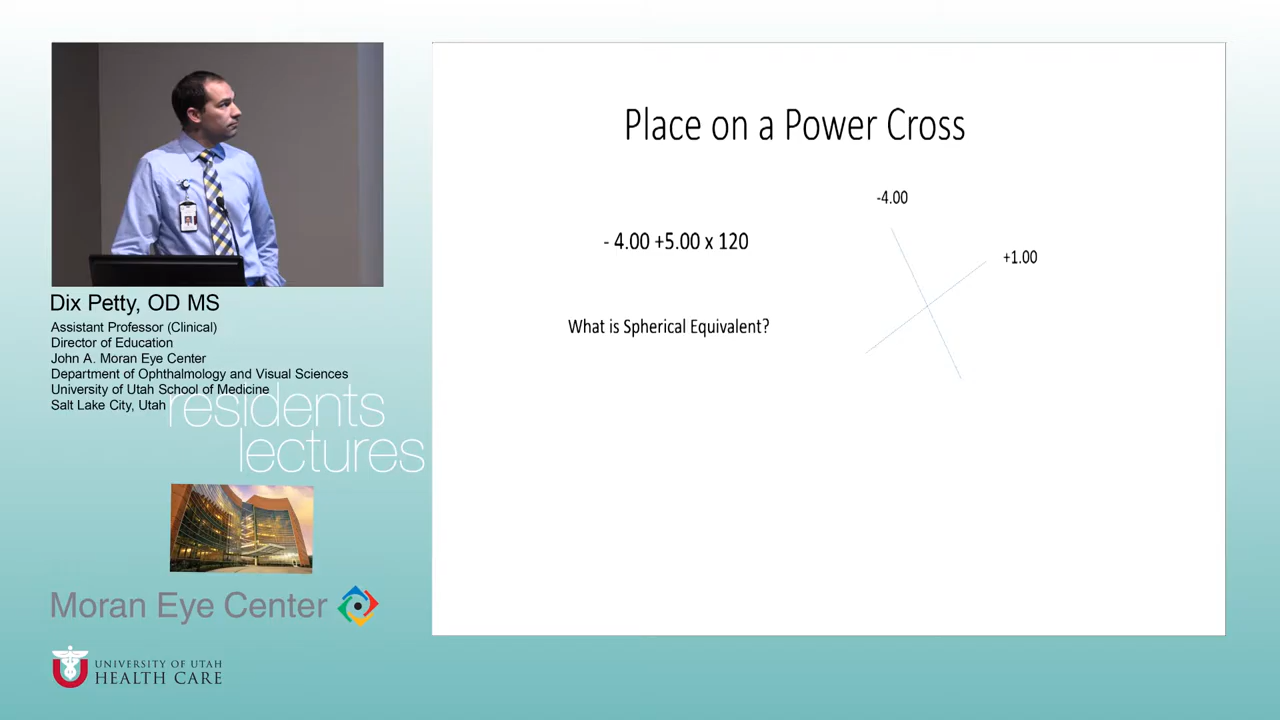 Place on a Power Cross
-4.00
- 4.00 +5.00 x 120
+1.00
What is Spherical Equivalent?
Dix Petty, OD MS
Assistant Professor (Clinical)
Director of Education
John A. Moran Eye Center
Department of Ophthalmology and Visual Sciences
University of Utah School of Medicine
Salt Lake City, Utah
residents
lectures
Moran Eye Center
UNIVERSITY OF UTAH
HEALTH CARE